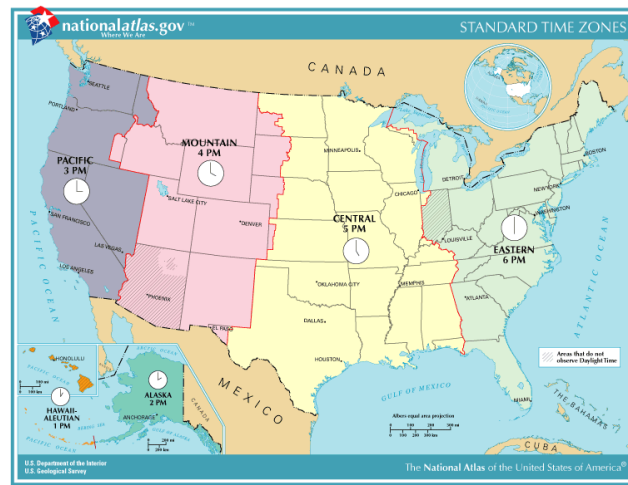 nationalatlas.gov™
Where We Are
STANDARD TIME ZONES
CANADA
SEATTLE
PORTLAND
MOUNTAIN
4 PM
MINNEAPOLIS
BOSTON
PACIFIC
3 PM
DETROIT
NEW YORK
CHICAGO
SALT LAKE CITY
WASHINGTON
SAN FRANCISCO
CENTRAL
5 PM
DENVER
LOUISVILLE
EASTERN
6 PM
LAS VEGAS
PACIFIC OCEAN
ATLANTIC OCEAN
LOS ANGELES
OKLAHOMA CITY
MEMPHIS
PHOENIX
ATLANTA
DALLAS
EL PASO
HOUSTON
Areas that do not
observe Daylight Time
HONOLULU
PACIFIC OCEAN
ARCTIC OCEAN
MEXICO
GULF OF MEXICO
MIAMI
THE BAHAMAS
ALASKA
2 PM
CANADA
HAWAII-
ALEUTIAN
1 PM
ANCHORAGE
Albers equal area projection
CUBA
U.S. Department of the Interior
U.S. Geological Survey
The National Atlas of the United States of America®